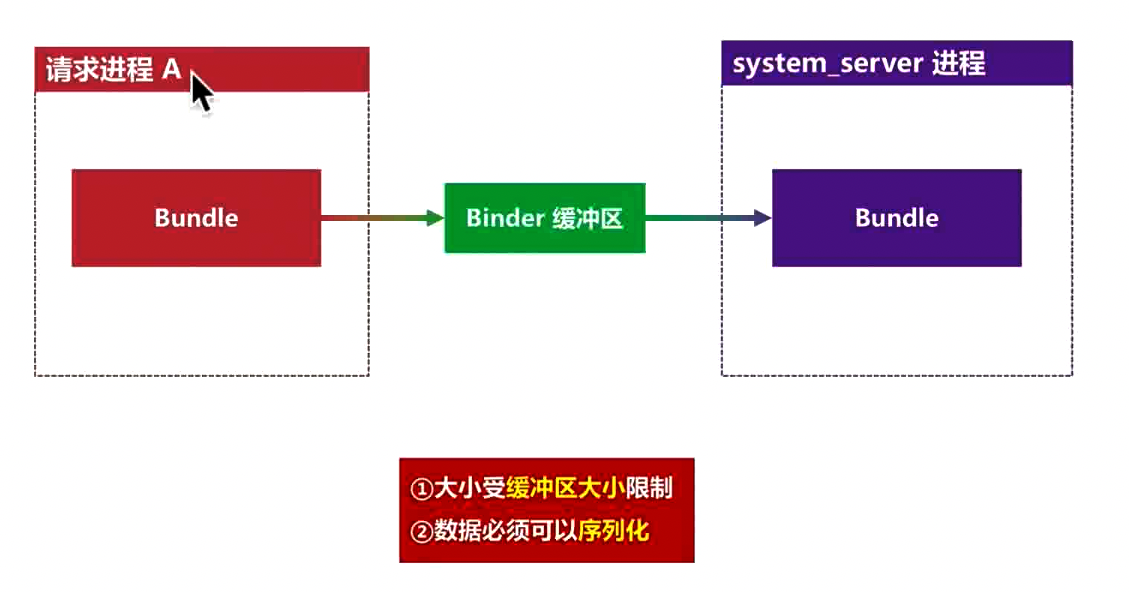 请求进程 A
system_server 进程
Bundle
Binder 缓冲区
Bundle
①大小受缓冲区大小限制
②数据必须可以序列化